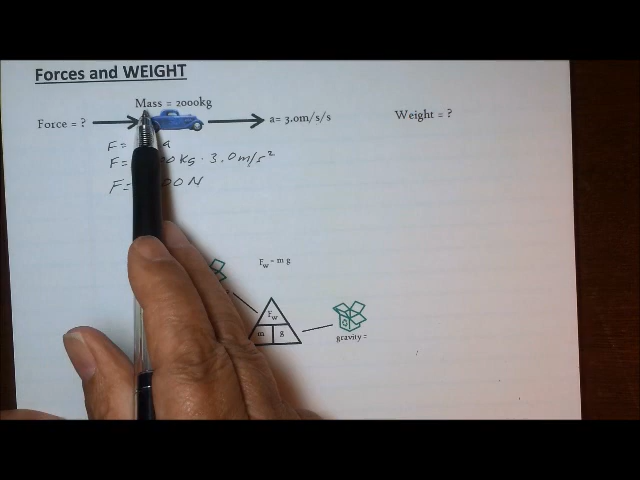 Forces and WEIGHT
Mass = 2000kg
Force = ?
a= 3.0m/s/s
Weight = ?
F= a
F= kg · 3.0m/s²
F= N
Fw = m g
Fw
m g
gravity =